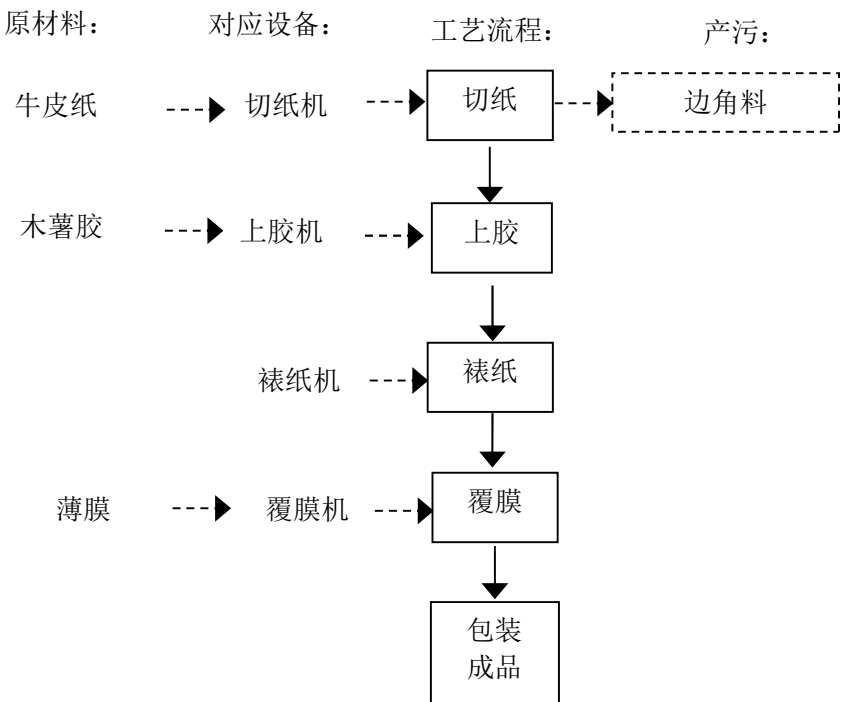 原材料：
对应设备：
工艺流程：
产污：
牛皮纸
切纸机
切纸
边角料
木薯胶
上胶机
上胶
裱纸机
裱纸
薄膜
覆膜机
覆膜
包装
成品